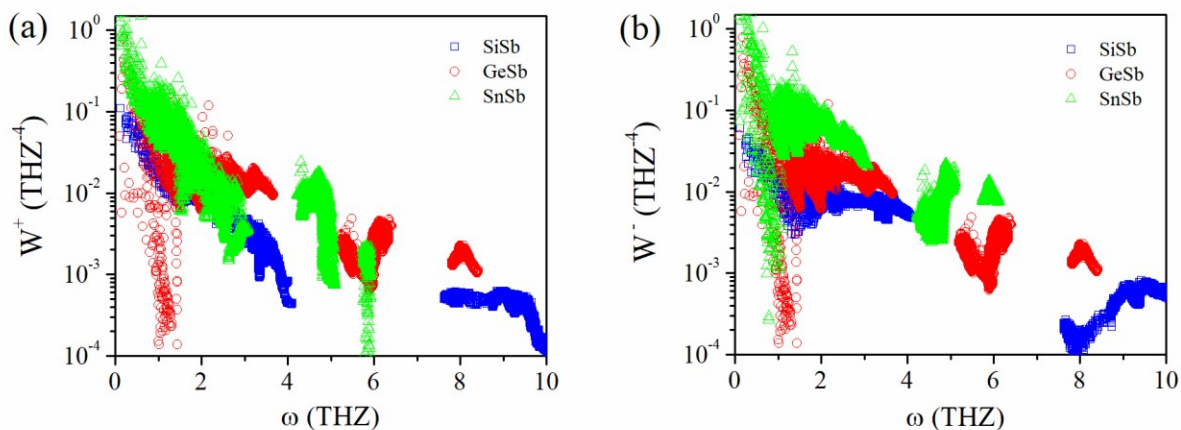 (a)
10⁰
10⁻¹
10⁻²
10⁻³
10⁻⁴
W⁺ (THZ⁻⁴)
SiSb
GeSb
SnSb
0 2 4 6 8 10
ω (THZ)
(b)
10⁰
10⁻¹
10⁻²
10⁻³
10⁻⁴
W⁻ (THZ⁻⁴)
SiSb
GeSb
SnSb
0 2 4 6 8 10
ω (THZ)